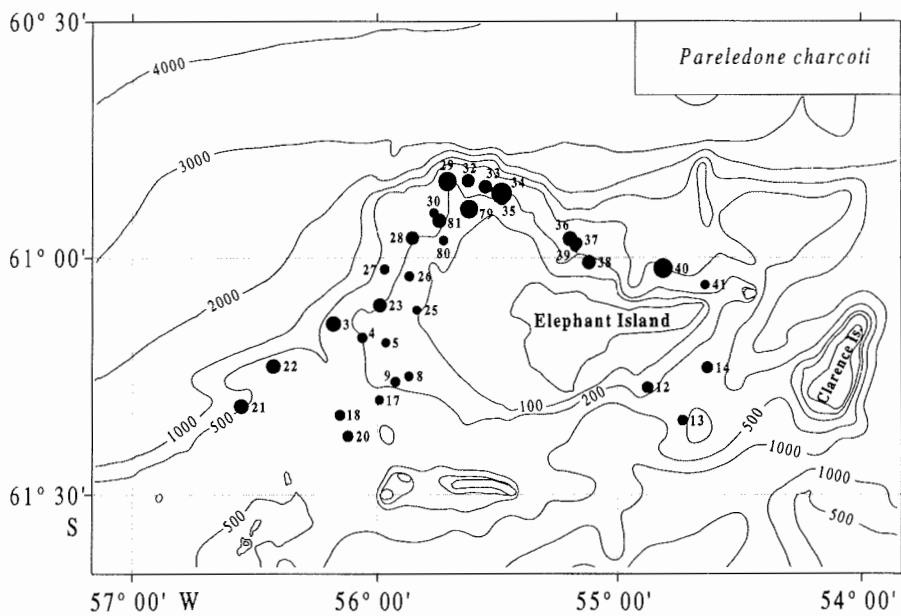 60° 30'
Pareledone charcoti
4000
3000
29 32 33 34
30 81 79 35
28 80 36 37
61° 00'
39 38 40
27 26 41
2000
23 25
3 4 5
Elephant Island
Clarence Is.
22 9 8 14
12
21 17 100 200
1000
500
18 13
20 500
1000
1000
61° 30'
S
500
500
57° 00' W 56° 00' 55° 00' 54° 00'